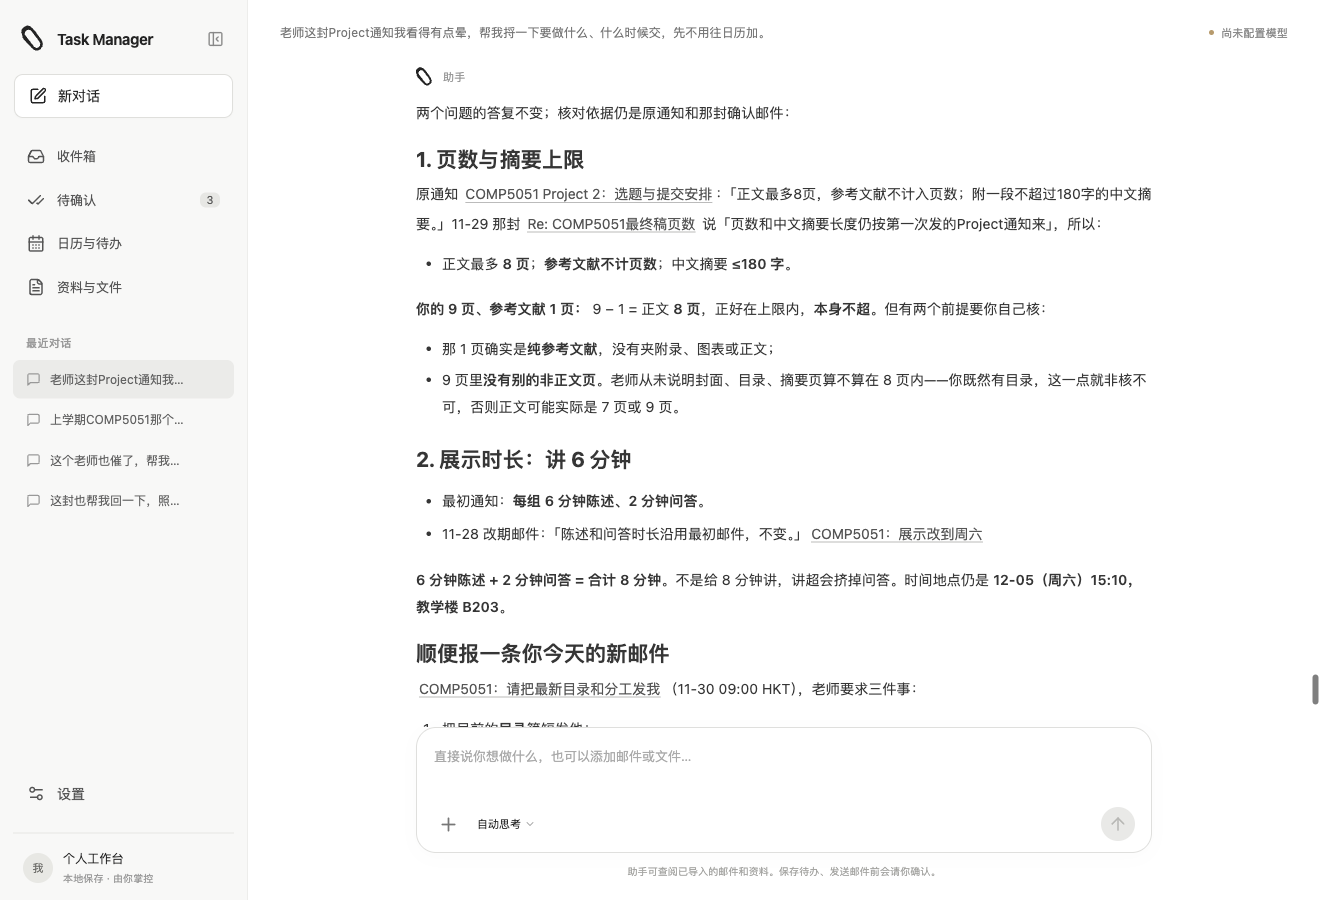 Task Manager
新对话
收件箱
待确认
3
日历与待办
资料与文件
最近对话
老师这封Project通知我...
上学期COMP5051那个...
这个老师也催了，帮我...
这封也帮我回一下，照...
设置
我
个人工作台
本地保存 · 由你掌控
老师这封Project通知我看得有点晕，帮我捋一下要做什么、什么时候交，先不用往日历加。
尚未配置模型
助手
两个问题的答复不变；核对依据仍是原通知和那封确认邮件：
1. 页数与摘要上限
原通知 COMP5051 Project 2：选题与提交安排：「正文最多8页，参考文献不计入页数；附一段不超过180字的中文摘
要。」11-29 那封 Re: COMP5051最终稿页数 说「页数和中文摘要长度仍按第一次发的Project通知来」，所以：
• 正文最多 8 页；参考文献不计页数；中文摘要 ≤180 字。
你的 9 页、参考文献 1 页： 9 − 1 = 正文 8 页，正好在上限内，本身不超。但有两个前提要你自己核：
• 那 1 页确实是纯参考文献，没有夹附录、图表或正文；
• 9 页里没有别的非正文页。老师从未说明封面、目录、摘要页算不算在 8 页内——你既然有目录，这一点就非核不
可，否则正文可能实际是 7 页或 9 页。
2. 展示时长：讲 6 分钟
• 最初通知：每组 6 分钟陈述、2 分钟问答。
• 11-28 改期邮件：「陈述和问答时长沿用最初邮件，不变。」 COMP5051：展示改到周六
6 分钟陈述 + 2 分钟问答 = 合计 8 分钟。不是给 8 分钟讲，讲超会挤掉问答。时间地点仍是 12-05（周六）15:10，
教学楼 B203。
顺便报一条你今天的新邮件
COMP5051：请把最新目录和分工发我 （11-30 09:00 HKT），老师要求三件事：
直接说你想做什么，也可以添加邮件或文件...
自动思考
助手可查阅已导入的邮件和资料。保存待办、发送邮件前会请你确认。